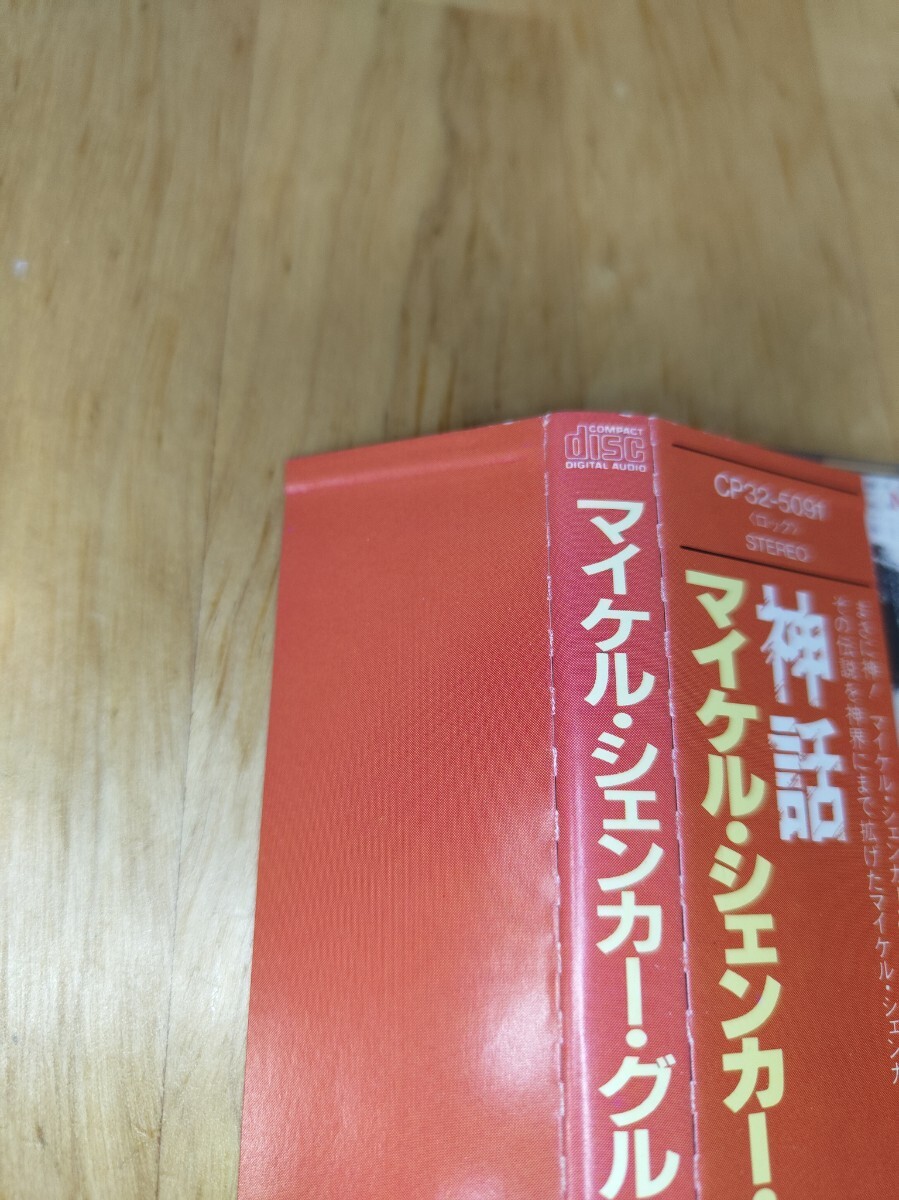 COMPACT
disc
DIGITAL AUDIO
マイケル・シェンカー・グル
CP32-5091
〈ロック〉
STEREO
神話
マイケル・シェンカー・
まさに神!マイケル・シェンカー・
その伝説を神界にまで拡げたマイケル・シェンカ